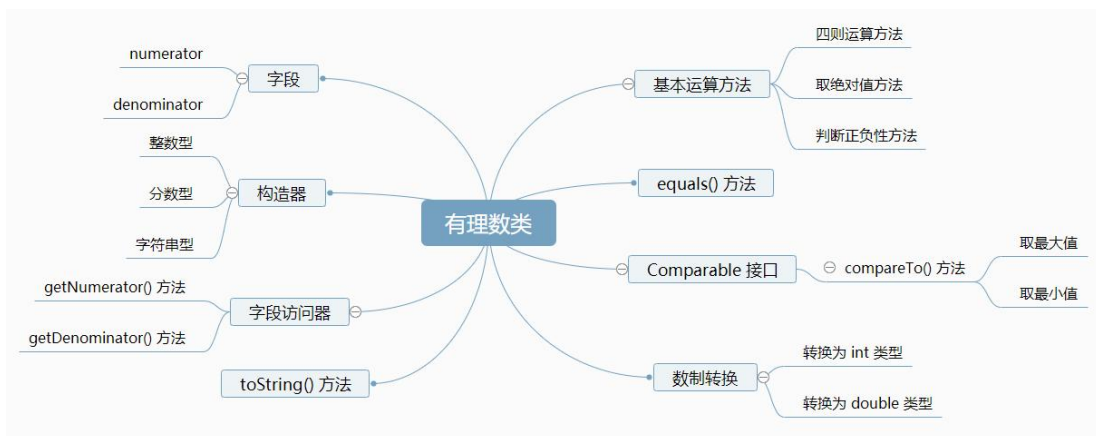 有理数类
字段
numerator
denominator
构造器
整数型
分数型
字符串型
字段访问器
getNumerator() 方法
getDenominator() 方法
toString() 方法
基本运算方法
四则运算方法
取绝对值方法
判断正负性方法
equals() 方法
Comparable 接口
compareTo() 方法
取最大值
取最小值
数制转换
转换为 int 类型
转换为 double 类型